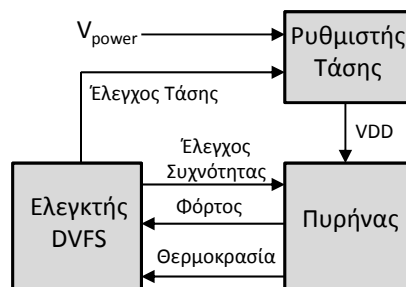 V_power
Ρυθμιστής
Τάσης
Έλεγχος Τάσης
VDD
Έλεγχος
Συχνότητας
Ελεγκτής
DVFS
Φόρτος
Πυρήνας
Θερμοκρασία